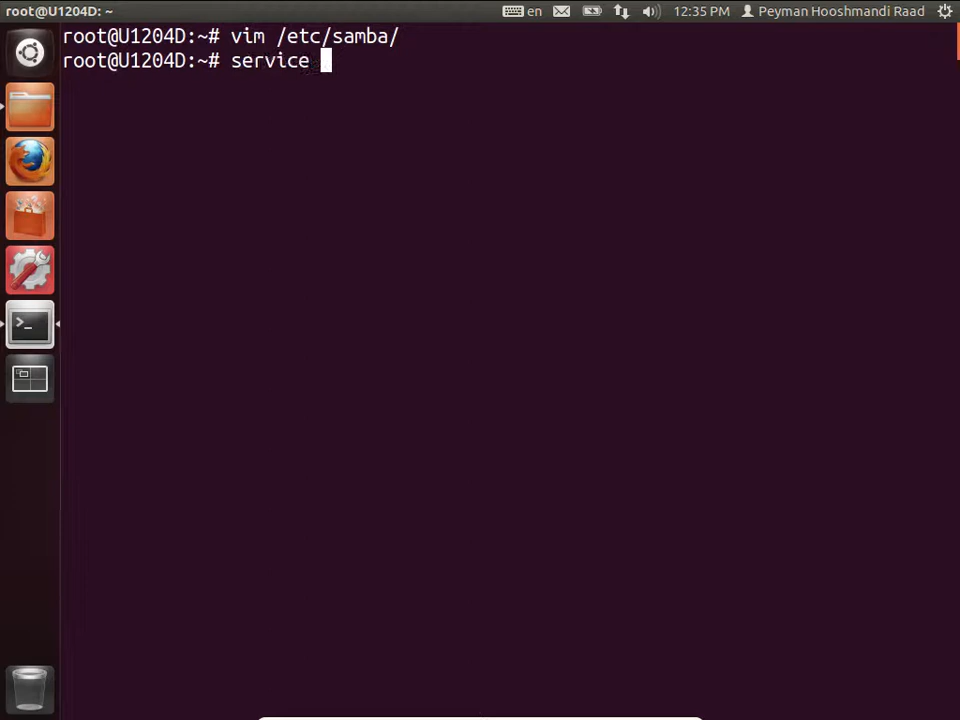 root@U1204D: ~
en
12:35 PM
Peyman Hooshmandi Raad
root@U1204D:~# vim /etc/samba/
root@U1204D:~# service
>_